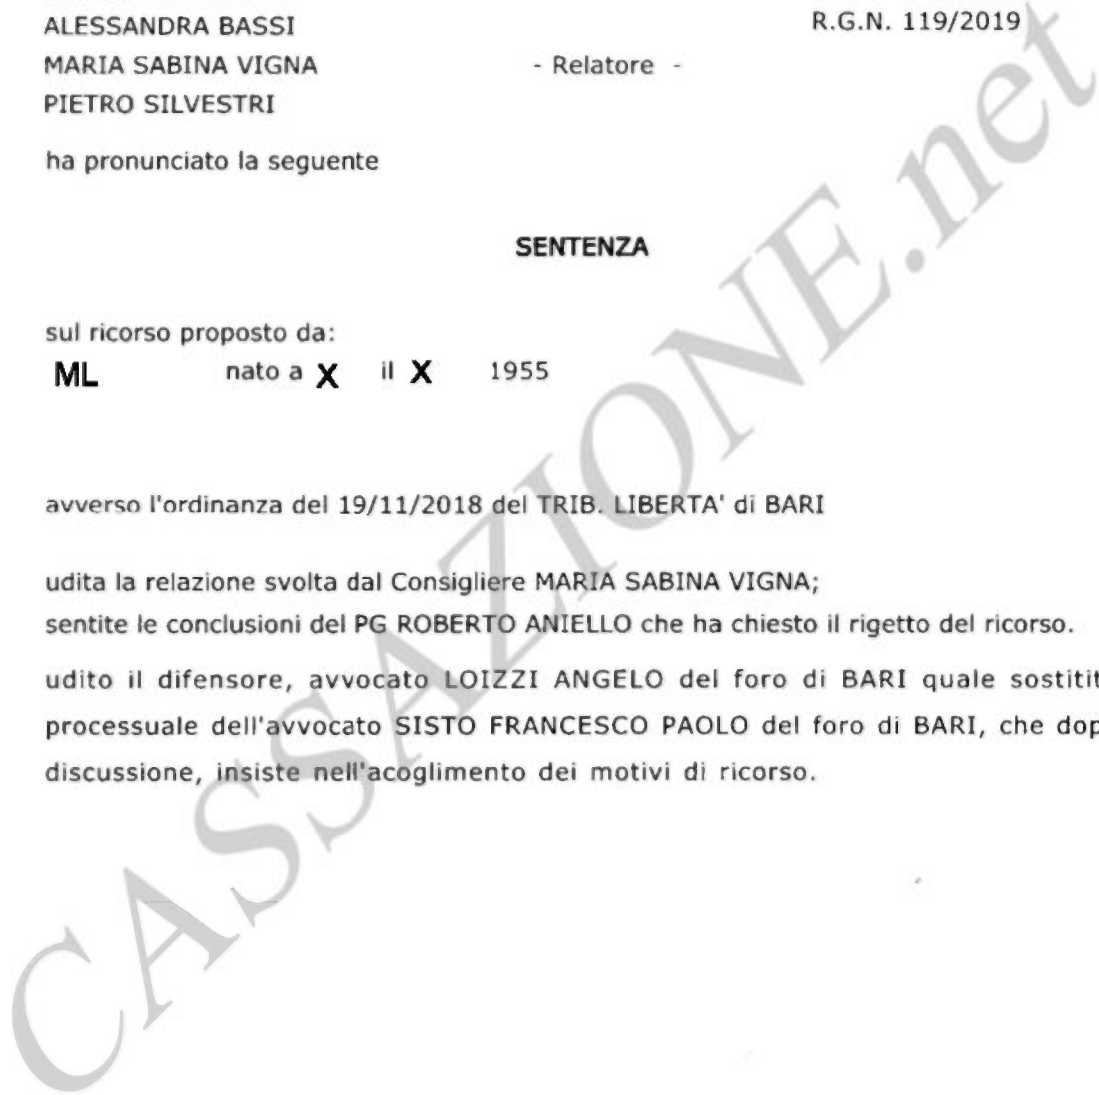 ALESSANDRA BASSI R.G.N. 119/2019
MARIA SABINA VIGNA - Relatore -
PIETRO SILVESTRI
ha pronunciato la seguente
SENTENZA
sul ricorso proposto da:
ML nato a X il X 1955
avverso l'ordinanza del 19/11/2018 del TRIB. LIBERTA' di BARI
udita la relazione svolta dal Consigliere MARIA SABINA VIGNA;
sentite le conclusioni del PG ROBERTO ANIELLO che ha chiesto il rigetto del ricorso.
udito il difensore, avvocato LOIZZI ANGELO del foro di BARI quale sostitit
processuale dell'avvocato SISTO FRANCESCO PAOLO del foro di BARI, che dop
discussione, insiste nell'acoglimento dei motivi di ricorso.
CASSAZIONE.net